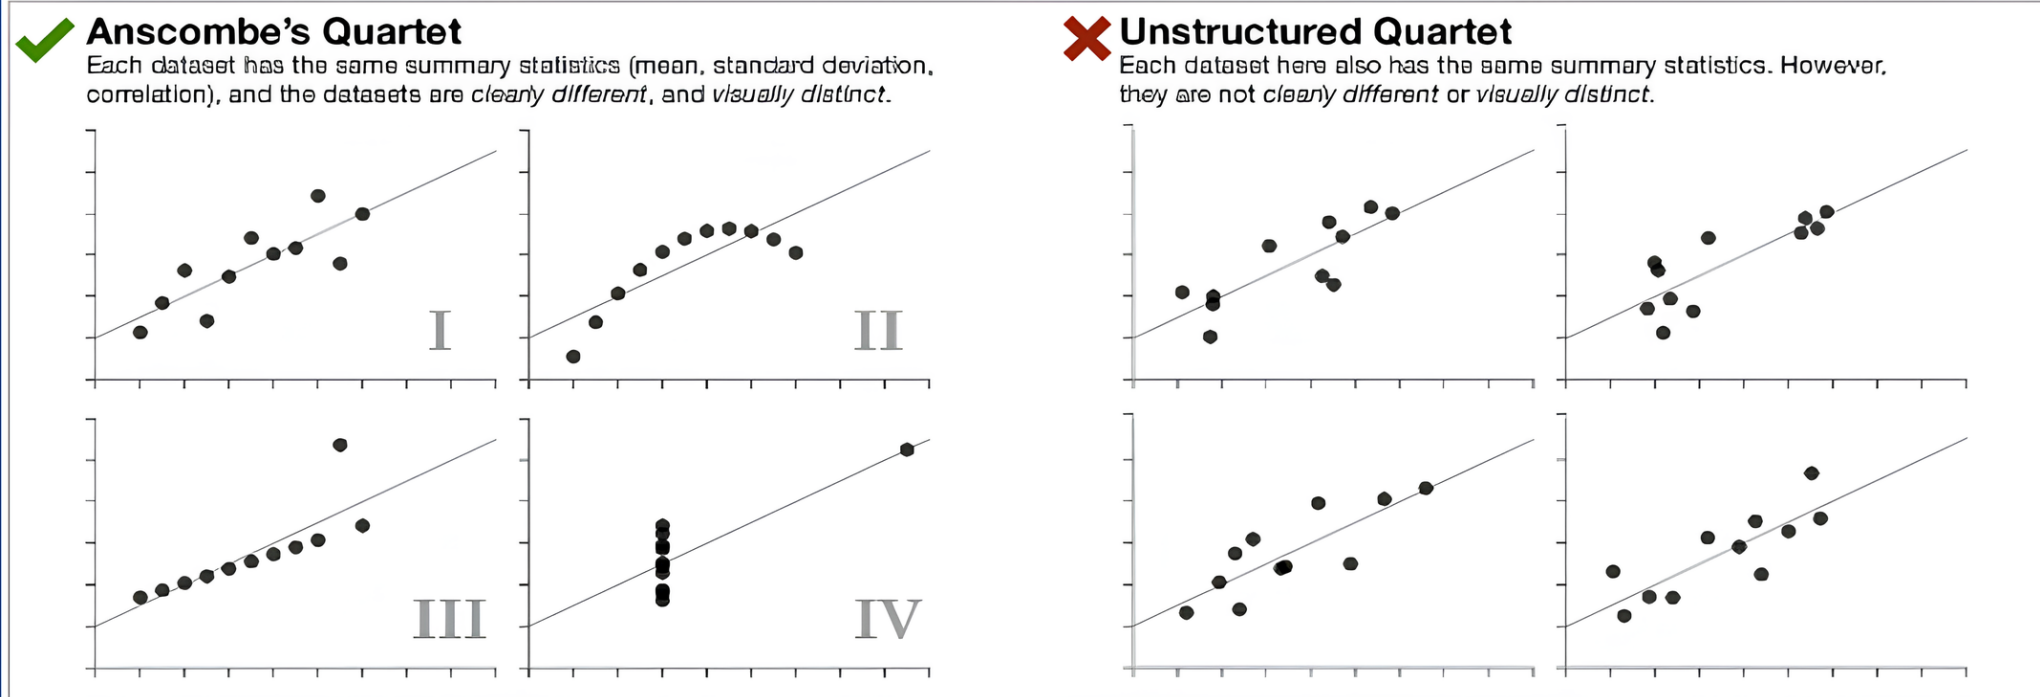 Anscombe's Quartet
Each dataset has the same summary statistics (mean, standard deviation,
correlation), and the datasets are clearly different, and visually distinct.
I
II
III
IV
Unstructured Quartet
Each dataset here also has the same summary statistics. However,
they are not clearly different or visually distinct.